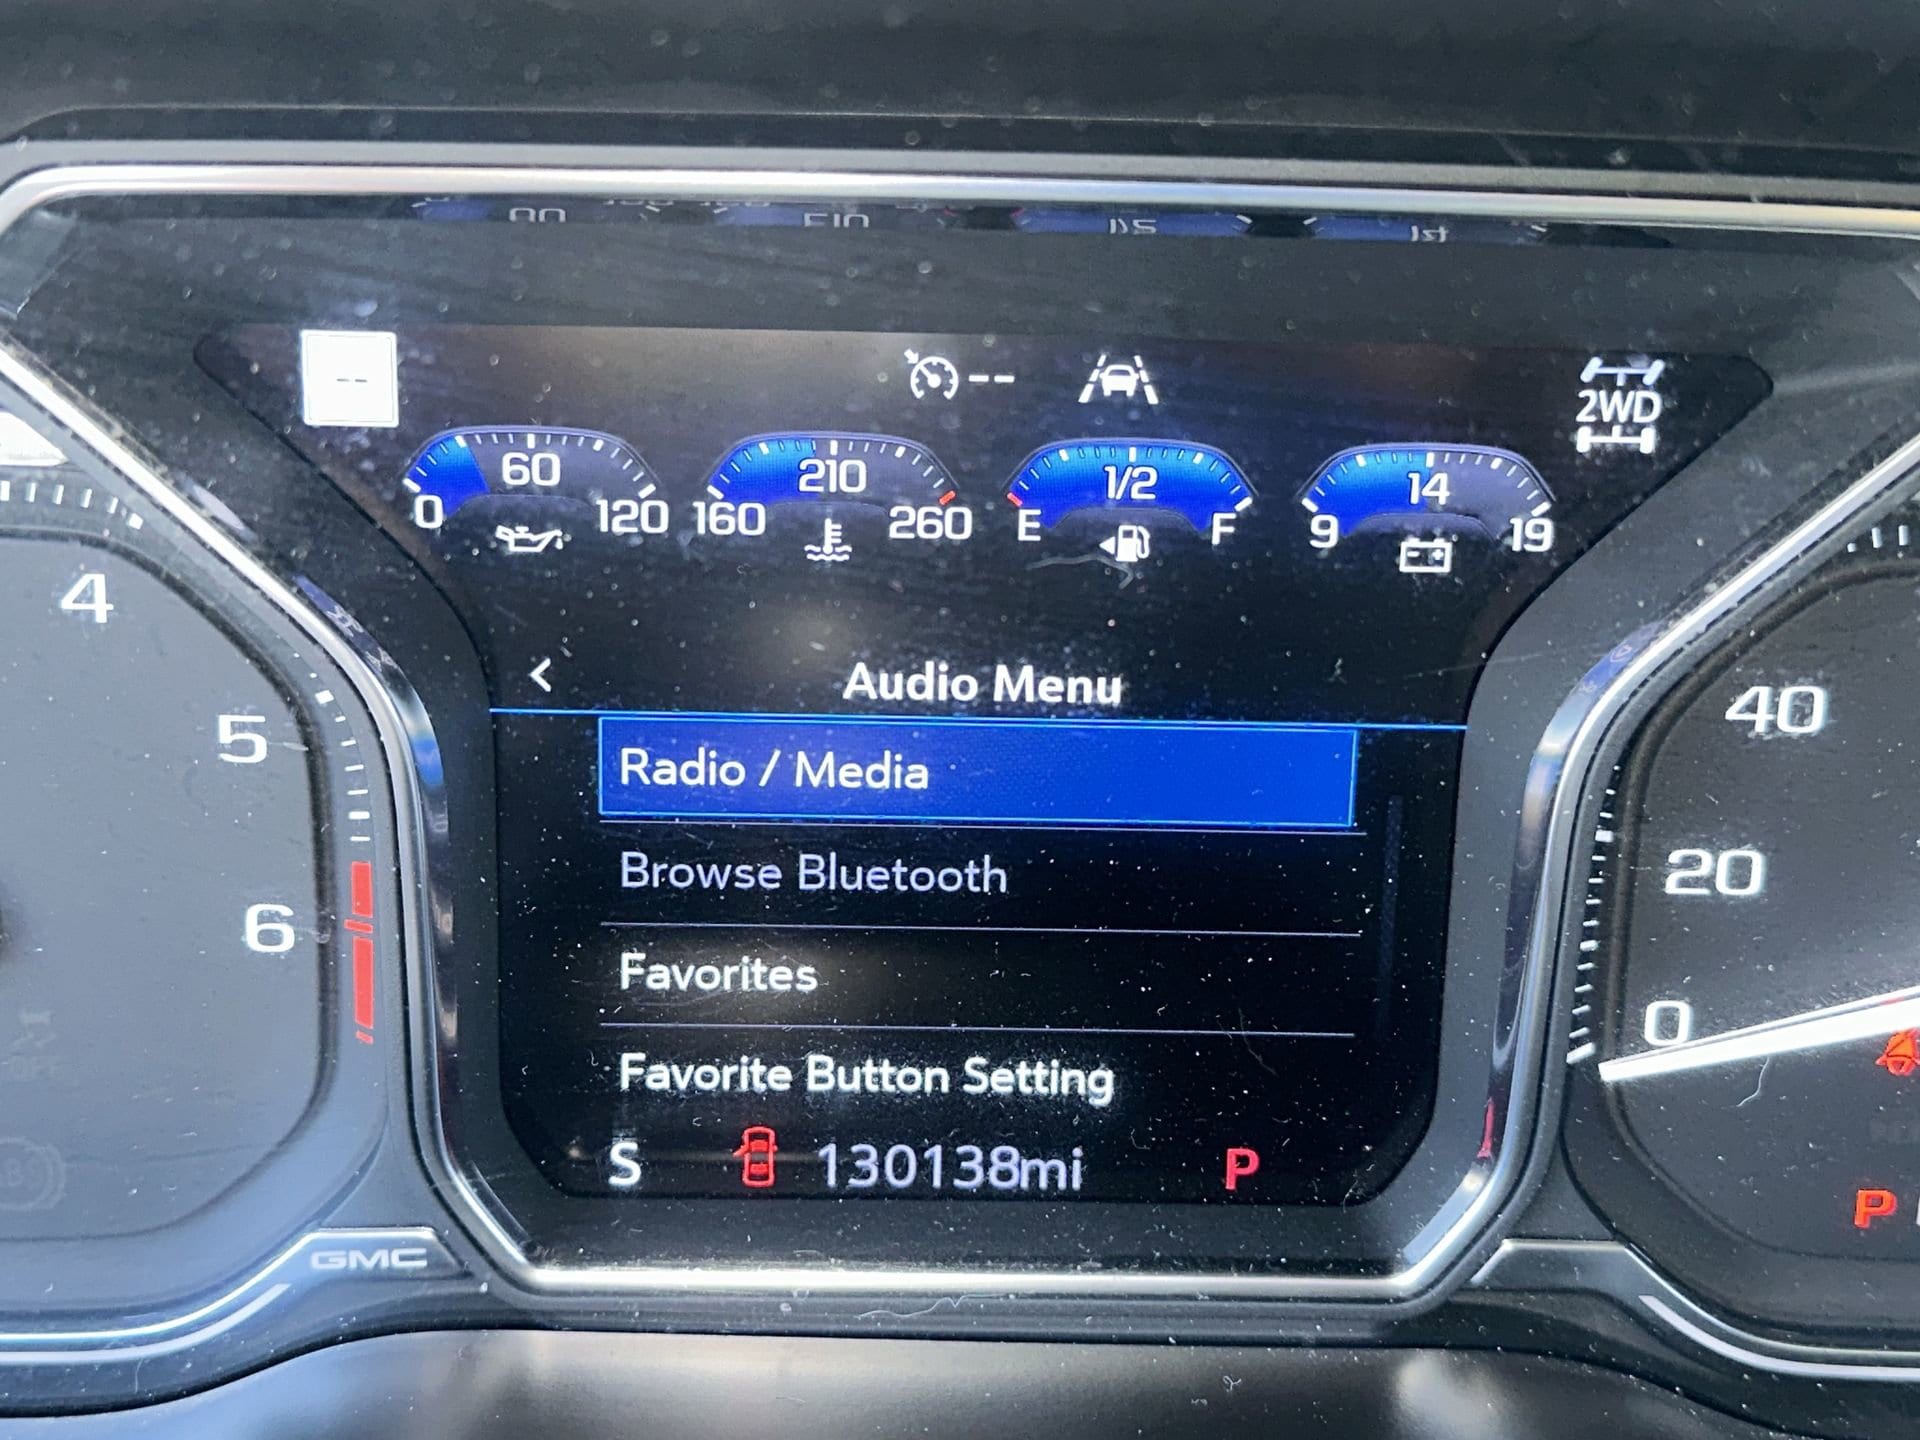 --
--
2WD
60
0
120
210
160
260
1/2
E
F
14
9
19
4
5
6
40
20
0
< Audio Menu
Radio / Media
Browse Bluetooth
Favorites
Favorite Button Setting
S
130138mi
P
P
GMC